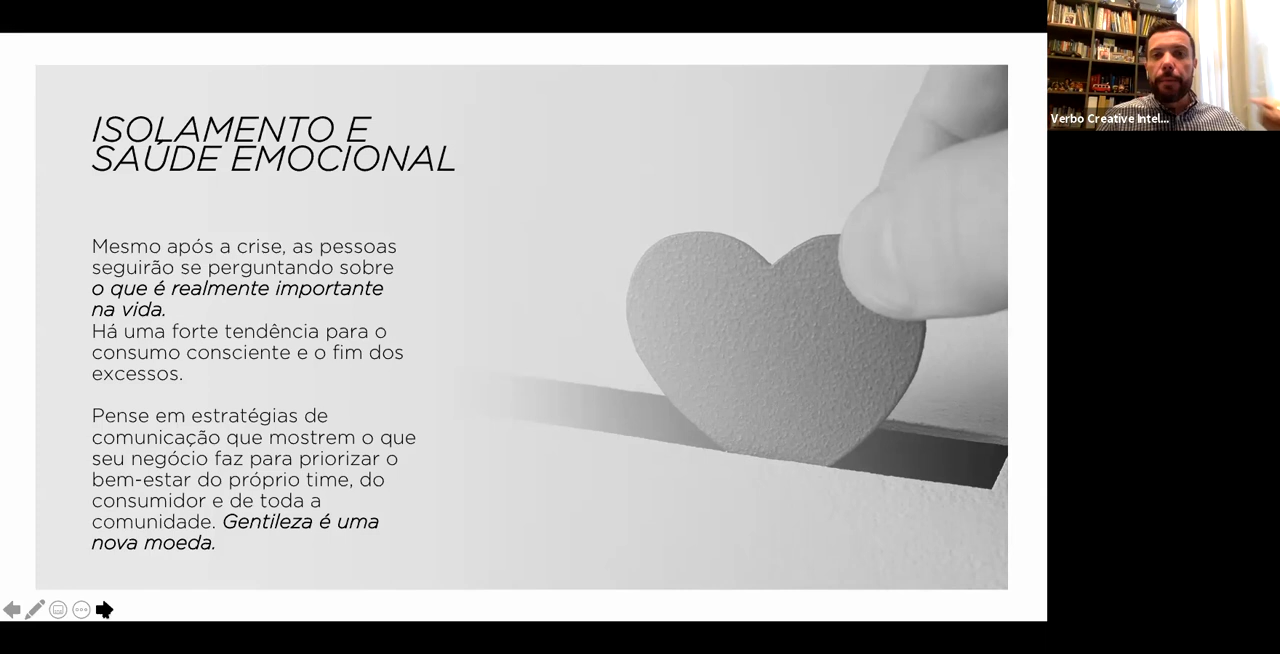 ISOLAMENTO E
SAÚDE EMOCIONAL
Mesmo após a crise, as pessoas
seguirão se perguntando sobre
o que é realmente importante
na vida.
Há uma forte tendência para o
consumo consciente e o fim dos
excessos.
Pense em estratégias de
comunicação que mostrem o que
seu negócio faz para priorizar o
bem-estar do próprio time, do
consumidor e de toda a
comunidade. Gentileza é uma
nova moeda.
Verbo Creative Intel...